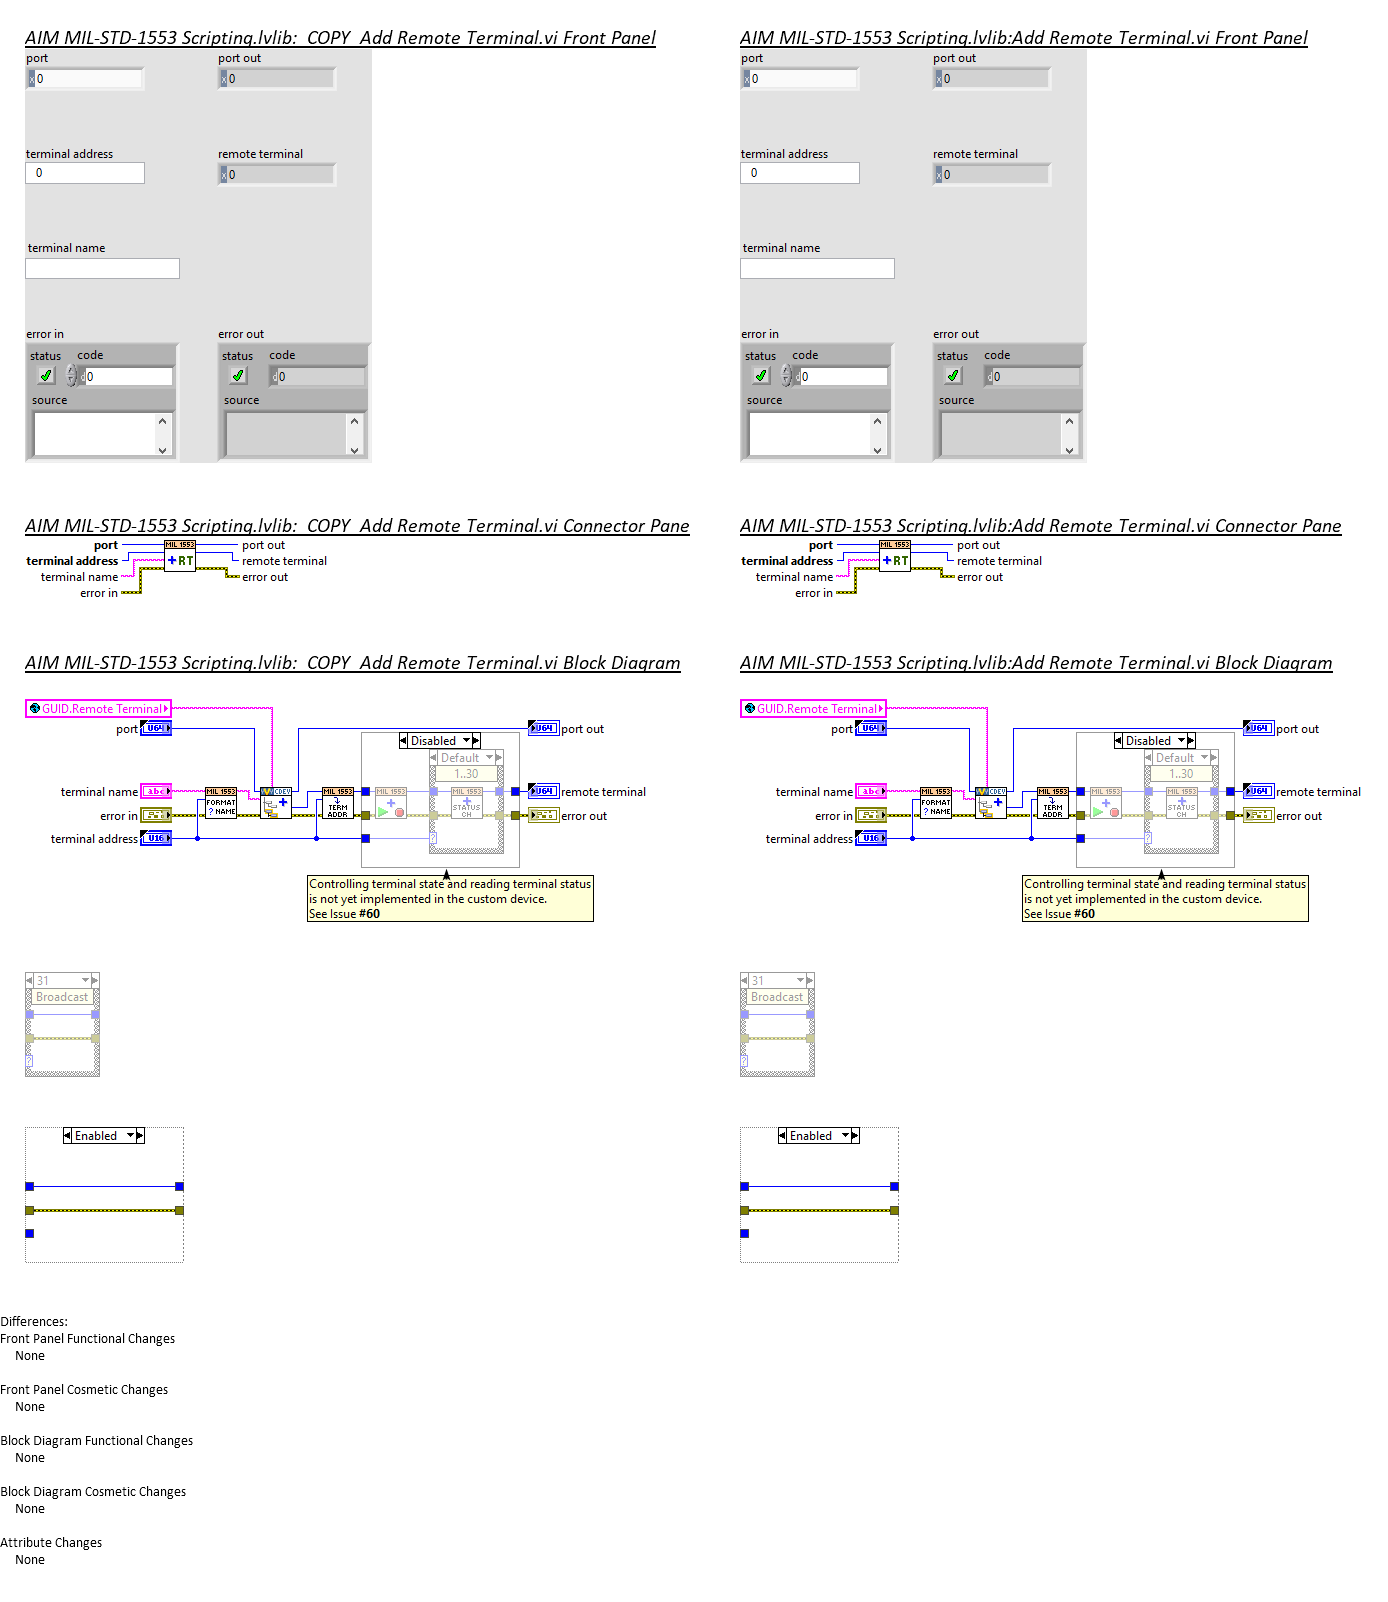 AIM MIL-STD-1553 Scripting.lvlib:  COPY  Add Remote Terminal.vi Front Panel
port
x 0
port out
x 0
terminal address
0
remote terminal
x 0
terminal name
error in
status
code
d 0
source
error out
status
code
d 0
source
AIM MIL-STD-1553 Scripting.lvlib:Add Remote Terminal.vi Front Panel
port
x 0
port out
x 0
terminal address
0
remote terminal
x 0
terminal name
error in
status
code
d 0
source
error out
status
code
d 0
source
AIM MIL-STD-1553 Scripting.lvlib:  COPY  Add Remote Terminal.vi Connector Pane
port
terminal address
terminal name
error in
MIL 1553
+RT
port out
remote terminal
error out
AIM MIL-STD-1553 Scripting.lvlib:Add Remote Terminal.vi Connector Pane
port
terminal address
terminal name
error in
MIL 1553
+RT
port out
remote terminal
error out
AIM MIL-STD-1553 Scripting.lvlib:  COPY  Add Remote Terminal.vi Block Diagram
GUID.Remote Terminal
port
U64
terminal name
abc
error in
terminal address
U16
MIL 1553
FORMAT
? NAME
CDEV
MIL 1553
TERM
ADDR
Disabled
MIL 1553
Default
1..30
MIL 1553
STATUS
CH
?
U64
port out
U64
remote terminal
error out
Controlling terminal state and reading terminal status
is not yet implemented in the custom device.
See Issue #60
31
Broadcast
?
Enabled
AIM MIL-STD-1553 Scripting.lvlib:Add Remote Terminal.vi Block Diagram
GUID.Remote Terminal
port
U64
terminal name
abc
error in
terminal address
U16
MIL 1553
FORMAT
? NAME
CDEV
MIL 1553
TERM
ADDR
Disabled
MIL 1553
Default
1..30
MIL 1553
STATUS
CH
?
U64
port out
U64
remote terminal
error out
Controlling terminal state and reading terminal status
is not yet implemented in the custom device.
See Issue #60
31
Broadcast
?
Enabled
Differences:
Front Panel Functional Changes
None
Front Panel Cosmetic Changes
None
Block Diagram Functional Changes
None
Block Diagram Cosmetic Changes
None
Attribute Changes
None